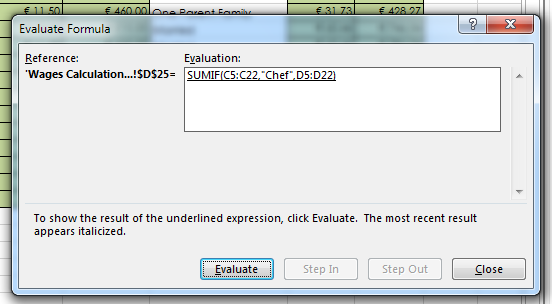 € 11.50 € 460.00 One Parent Family € 31.73 € 428.27
Evaluate Formula
Reference: Evaluation:
'Wages Calculation...!$D$25= SUMIF(C5:C22,"Chef",D5:D22)
To show the result of the underlined expression, click Evaluate. The most recent result
appears italicized.
Evaluate Step In Step Out Close